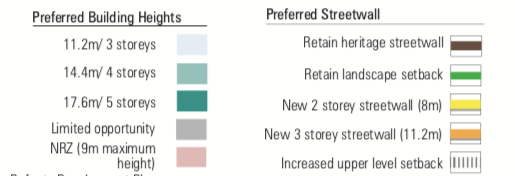 Preferred Building Heights
11.2m/ 3 storeys
14.4m/ 4 storeys
17.6m/ 5 storeys
Limited opportunity
NRZ (9m maximum
height)
Preferred Streetwall
Retain heritage streetwall
Retain landscape setback
New 2 storey streetwall (8m)
New 3 storey streetwall (11.2m)
Increased upper level setback